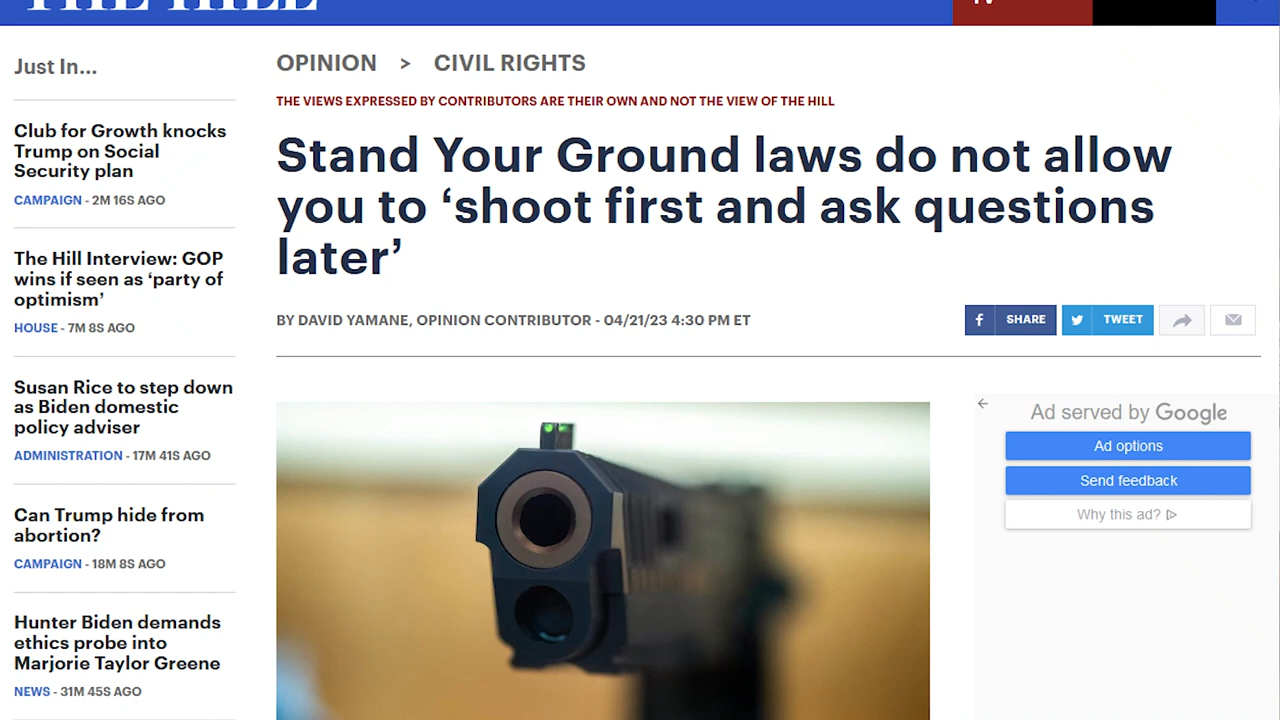 THE HILL
TV
Just In...
Club for Growth knocks
Trump on Social
Security plan
CAMPAIGN - 2M 16S AGO
The Hill Interview: GOP
wins if seen as ‘party of
optimism’
HOUSE - 7M 8S AGO
Susan Rice to step down
as Biden domestic
policy adviser
ADMINISTRATION - 17M 41S AGO
Can Trump hide from
abortion?
CAMPAIGN - 18M 8S AGO
Hunter Biden demands
ethics probe into
Marjorie Taylor Greene
NEWS - 31M 45S AGO
OPINION > CIVIL RIGHTS
THE VIEWS EXPRESSED BY CONTRIBUTORS ARE THEIR OWN AND NOT THE VIEW OF THE HILL
Stand Your Ground laws do not allow
you to ‘shoot first and ask questions
later’
BY DAVID YAMANE, OPINION CONTRIBUTOR - 04/21/23 4:30 PM ET
SHARE
TWEET
Ad served by Google
Ad options
Send feedback
Why this ad?